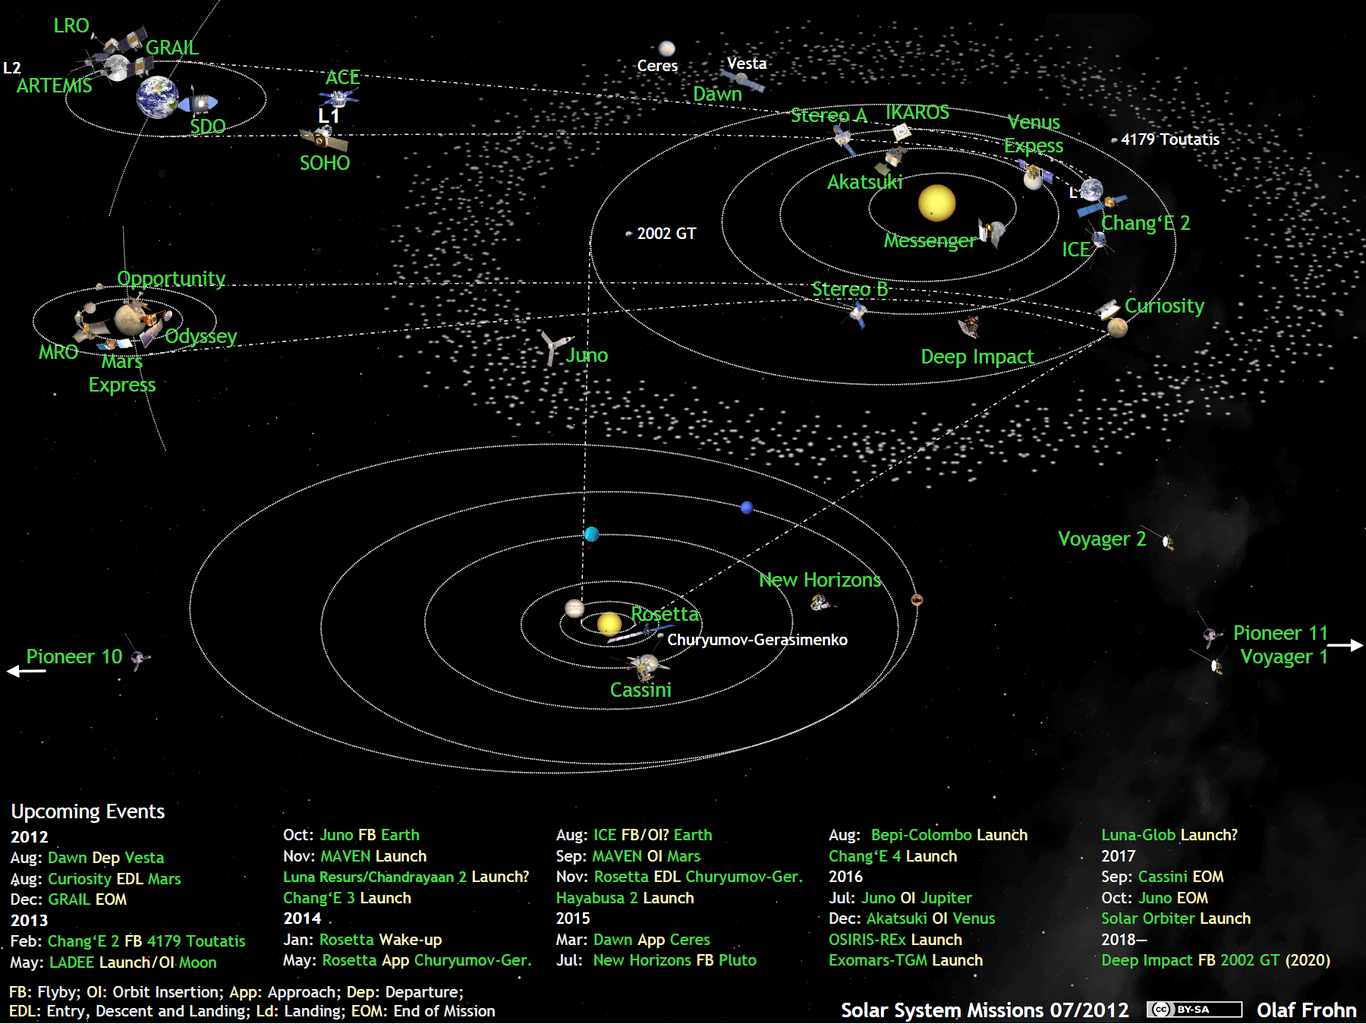 LRO
GRAIL
L2
ARTEMIS
SDO
ACE
L1
SOHO
Ceres
Vesta
Dawn
Stereo A
IKAROS
Venus
Expess
4179 Toutatis
Akatsuki
L1
Chang‘E 2
2002 GT
Messenger
ICE
Opportunity
Stereo B
Curiosity
MRO
Odyssey
Mars
Express
Juno
Deep Impact
Voyager 2
New Horizons
Rosetta
Churyumov-Gerasimenko
Pioneer 10
Pioneer 11
Voyager 1
Cassini
Upcoming Events
2012
Aug: Dawn Dep Vesta
Aug: Curiosity EDL Mars
Dec: GRAIL EOM
2013
Feb: Chang‘E 2 FB 4179 Toutatis
May: LADEE Launch/OI Moon
Oct: Juno FB Earth
Nov: MAVEN Launch
Luna Resurs/Chandrayaan 2 Launch?
Chang‘E 3 Launch
2014
Jan: Rosetta Wake-up
May: Rosetta App Churyumov-Ger.
Aug: ICE FB/OI? Earth
Sep: MAVEN OI Mars
Nov: Rosetta EDL Churyumov-Ger.
Hayabusa 2 Launch
2015
Mar: Dawn App Ceres
Jul: New Horizons FB Pluto
Aug: Bepi-Colombo Launch
Chang‘E 4 Launch
2016
Jul: Juno OI Jupiter
Dec: Akatsuki OI Venus
OSIRIS-REx Launch
Exomars-TGM Launch
Luna-Glob Launch?
2017
Sep: Cassini EOM
Oct: Juno EOM
Solar Orbiter Launch
2018—
Deep Impact FB 2002 GT (2020)
FB: Flyby; OI: Orbit Insertion; App: Approach; Dep: Departure;
EDL: Entry, Descent and Landing; Ld: Landing; EOM: End of Mission
Solar System Missions 07/2012 cc BY-SA Olaf Frohn